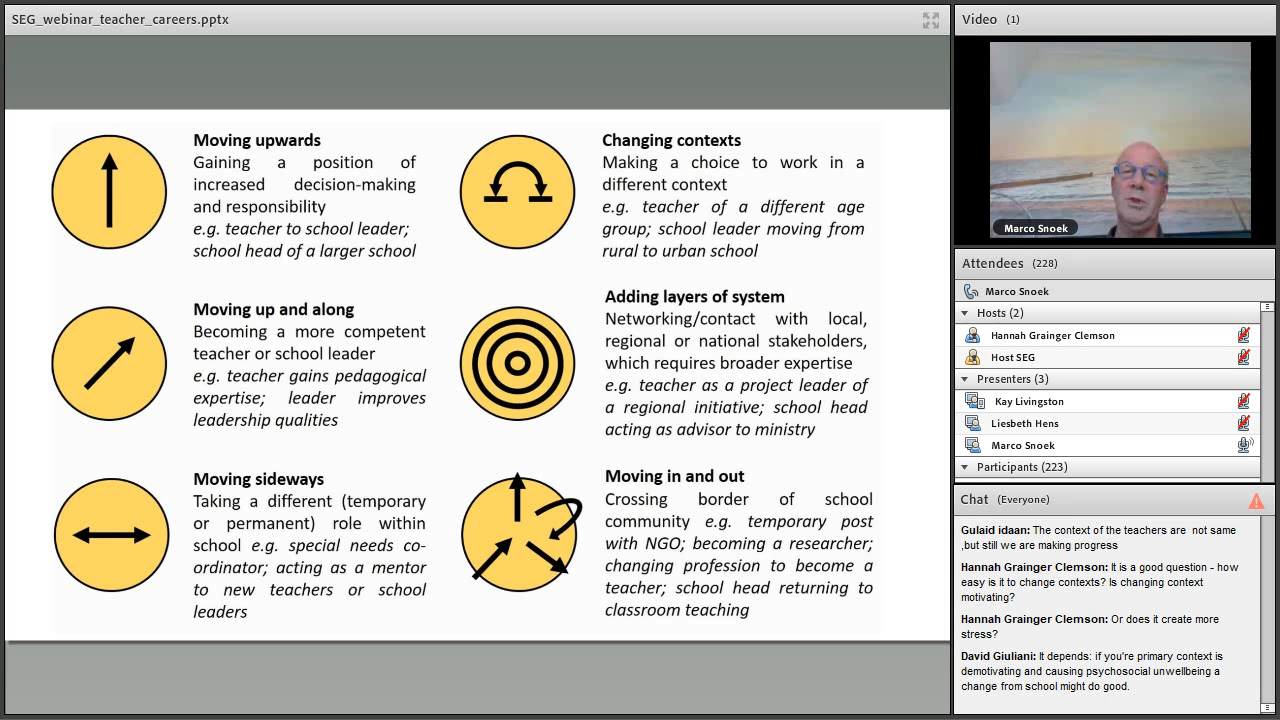 SEG_webinar_teacher_careers.pptx
Moving upwards
Gaining a position of
increased decision-making
and responsibility
e.g. teacher to school leader;
school head of a larger school
Changing contexts
Making a choice to work in a
different context
e.g. teacher of a different age
group; school leader moving from
rural to urban school
Moving up and along
Becoming a more competent
teacher or school leader
e.g. teacher gains pedagogical
expertise; leader improves
leadership qualities
Adding layers of system
Networking/contact with local,
regional or national stakeholders,
which requires broader expertise
e.g. teacher as a project leader of
a regional initiative; school head
acting as advisor to ministry
Moving sideways
Taking a different (temporary
or permanent) role within
school e.g. special needs co-
ordinator; acting as a mentor
to new teachers or school
leaders
Moving in and out
Crossing border of school
community e.g. temporary post
with NGO; becoming a researcher;
changing profession to become a
teacher; school head returning to
classroom teaching
Video (1)
Marco Snoek
Attendees (228)
Marco Snoek
Hosts (2)
Hannah Grainger Clemson
Host SEG
Presenters (3)
Kay Livingston
Liesbeth Hens
Marco Snoek
Participants (223)
Chat (Everyone)
Gulaid idaan: The context of the teachers are not same
,but still we are making progress
Hannah Grainger Clemson: It is a good question - how
easy is it to change contexts? Is changing context
motivating?
Hannah Grainger Clemson: Or does it create more
stress?
David Giuliani: It depends: if you're primary context is
demotivating and causing psychosocial unwellbeing a
change from school might do good.